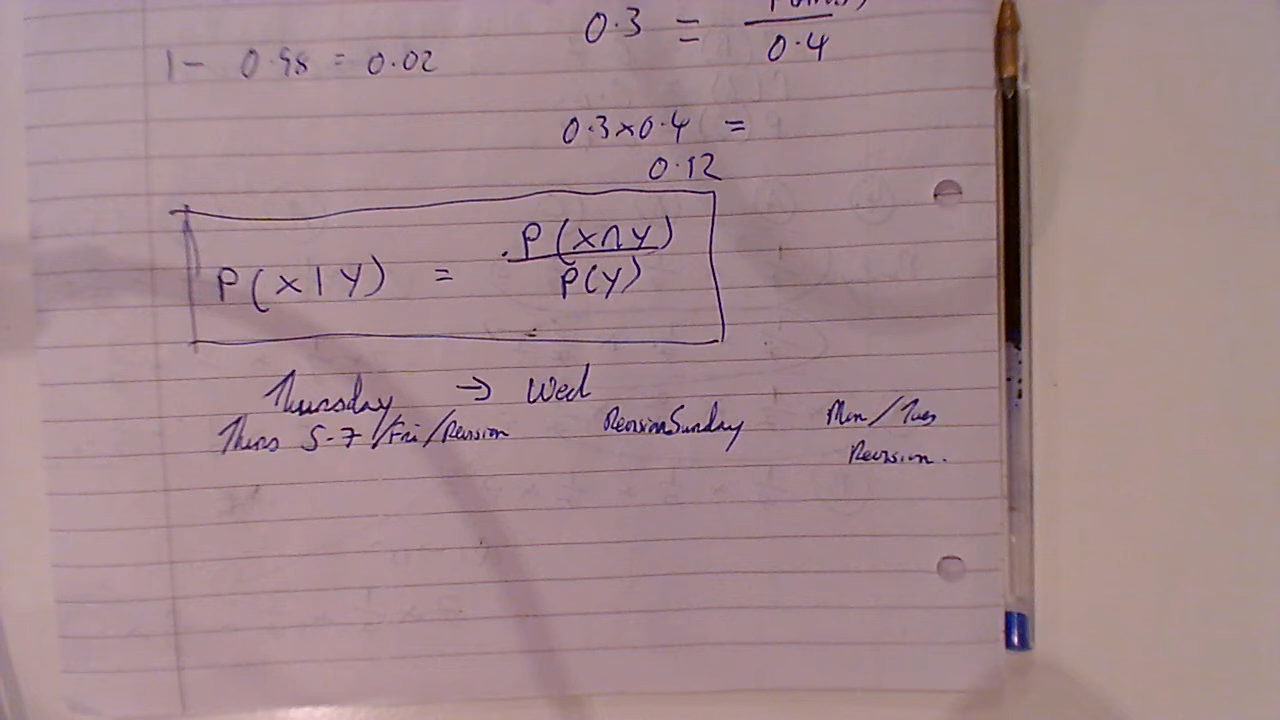 0.3 = 
0.4
1 - 0.98 = 0.02
0.3 x 0.4 =
0.12
P(x|y) = P(x∩y)
P(y)
Thursday → Wed
Thurs 5-7/Fri/Revision Revision Sunday Mon/Tues
Revision.